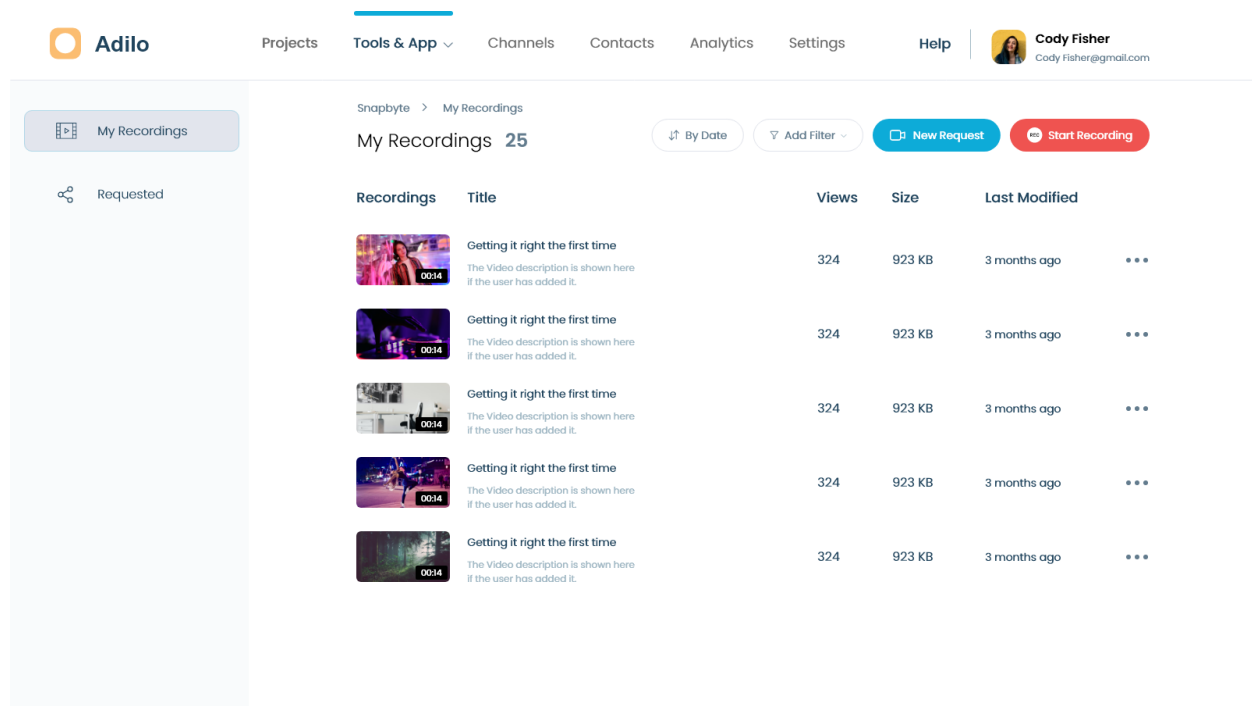 Adilo
Projects
Tools & App
Channels
Contacts
Analytics
Settings
Help
Cody Fisher
Cody Fisher@gmail.com
My Recordings
Requested
Snapbyte > My Recordings
My Recordings 25
By Date
Add Filter
New Request
REC Start Recording
Recordings Title Views Size Last Modified
Getting it right the first time
The Video description is shown here
if the user has added it.
00:14
324 923 KB 3 months ago
Getting it right the first time
The Video description is shown here
if the user has added it.
00:14
324 923 KB 3 months ago
Getting it right the first time
The Video description is shown here
if the user has added it.
00:14
324 923 KB 3 months ago
Getting it right the first time
The Video description is shown here
if the user has added it.
00:14
324 923 KB 3 months ago
Getting it right the first time
The Video description is shown here
if the user has added it.
00:14
324 923 KB 3 months ago